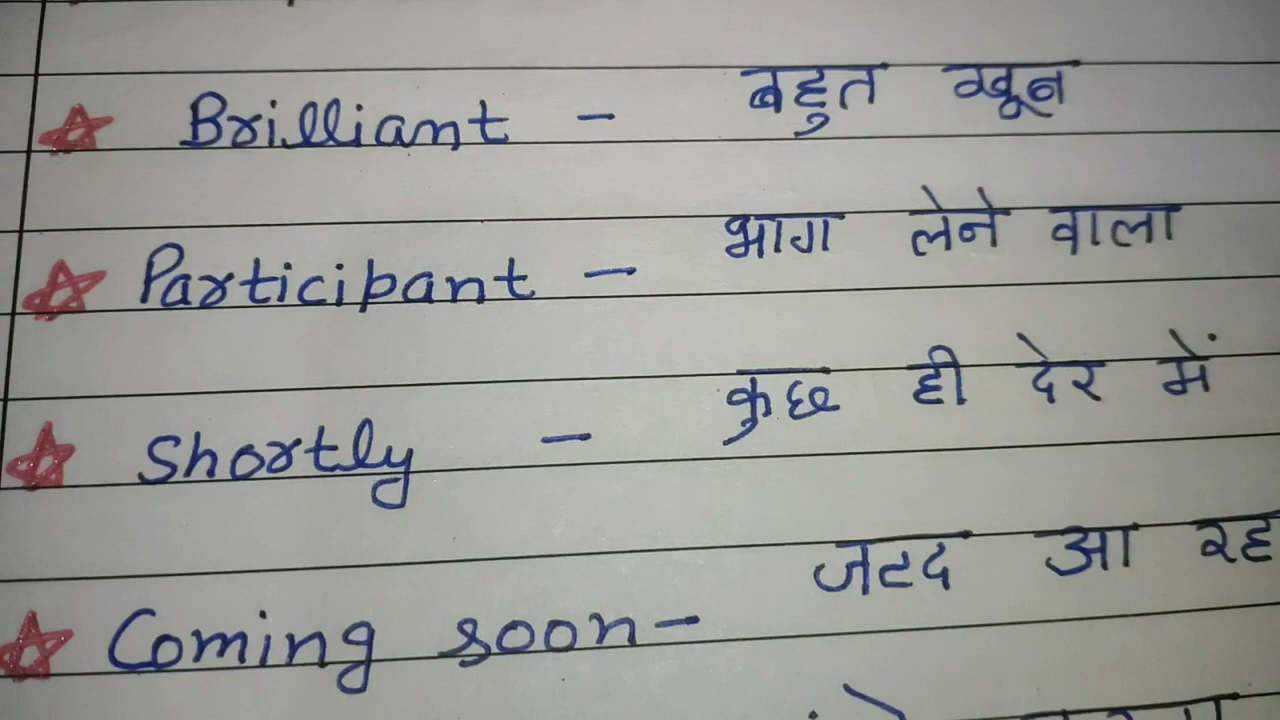 ☆ Brilliant - बहुत खूब
☆ Participant - भाग लेने वाला
☆ Shortly - कुछ ही देर में
☆ Coming soon - जल्द आ रह